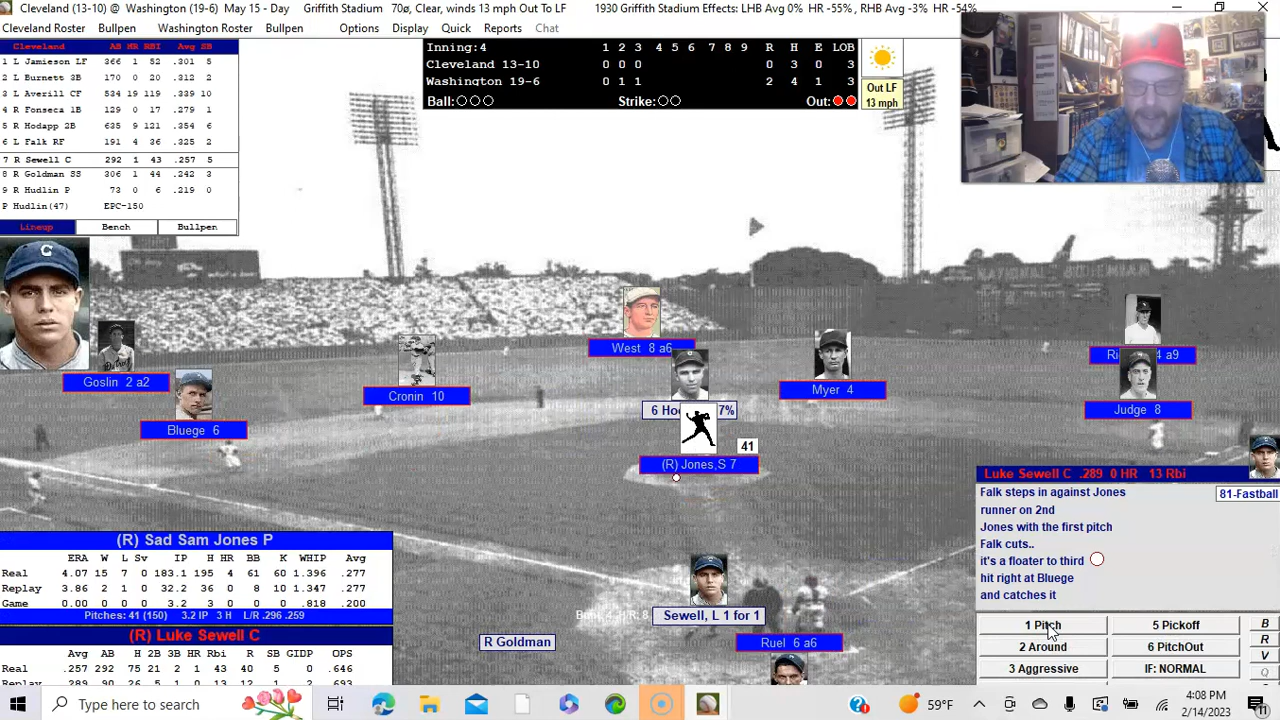 Cleveland (13-10) @ Washington (19-6) May 15 - Day Griffith Stadium 70ø, Clear, winds 13 mph Out To LF 1930 Griffith Stadium Effects: LHB Avg 0% HR -55%, RHB Avg -3% HR -54%
Cleveland Roster Bullpen Washington Roster Bullpen Options Display Quick Reports Chat
Cleveland AB HR RBI Avg SB
1 L Jamieson LF 366 1 52 .301 5
2 L Burnett 3B 170 0 20 .312 2
3 L Averill CF 534 19 119 .339 10
4 R Fonseca 1B 129 0 17 .279 1
5 R Hodapp 2B 635 9 121 .354 6
6 L Falk RF 191 4 36 .325 2
7 R Sewell C 292 1 43 .257 5
8 R Goldman SS 306 1 44 .242 3
9 R Hudlin P 73 0 6 .219 0
P Hudlin(47) EPC-150
Lineup Bench Bullpen
Inning:4 1 2 3 4 5 6 7 8 9 R H E LOB
Cleveland 13-10 0 0 0 0 3 0 3
Washington 19-6 0 1 1 2 4 1 3
Ball: Strike: Out:
Out LF
13 mph
West 8 a6
Goslin 2 a2
Cronin 10
Myer 4
4 a9
Judge 8
Bluege 6
7%
41
(R) Jones,S 7
Luke Sewell C .289 0 HR 13 Rbi
81-Fastball
Falk steps in against Jones
runner on 2nd
Jones with the first pitch
Falk cuts..
it's a floater to third
hit right at Bluege
and catches it
(R) Sad Sam Jones P
ERA W L Sv IP H HR BB K WHIP Avg
Real 4.07 15 7 0 183.1 195 4 61 60 1.396 .277
Replay 3.86 2 1 0 32.2 36 0 8 10 1.347 .277
Game 0.00 0 0 0 3.2 3 0 0 0 .818 .200
Pitches: 41 (150) 3.2 IP 3 H L/R .296 .259
(R) Luke Sewell C
Avg AB H 2B 3B HR Rbi R SB GIDP OPS
Real .257 292 75 21 2 1 43 40 5 .646
Sewell, L 1 for 1
R Goldman
Ruel 6 a6
1 Pitch 5 Pickoff B
2 Around 6 PitchOut R
3 Aggressive IF: NORMAL V
Q
Type here to search
59°F
4:08 PM
2/14/2023